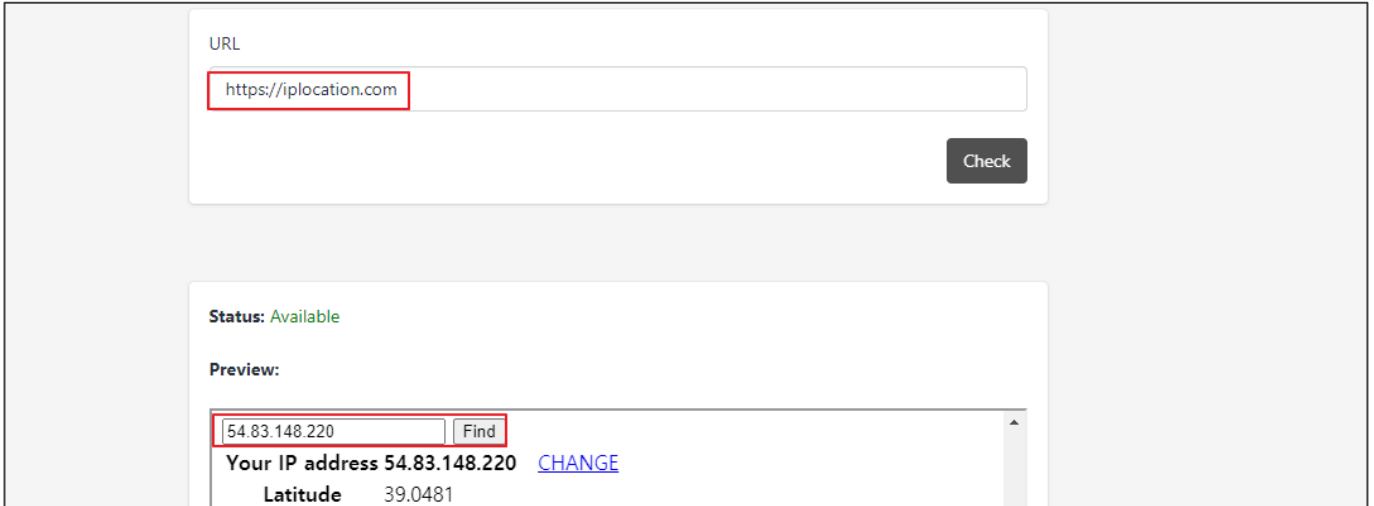 URL
https://iplocation.com
Check
Status: Available
Preview:
54.83.148.220 Find
Your IP address 54.83.148.220 CHANGE
Latitude 39.0481